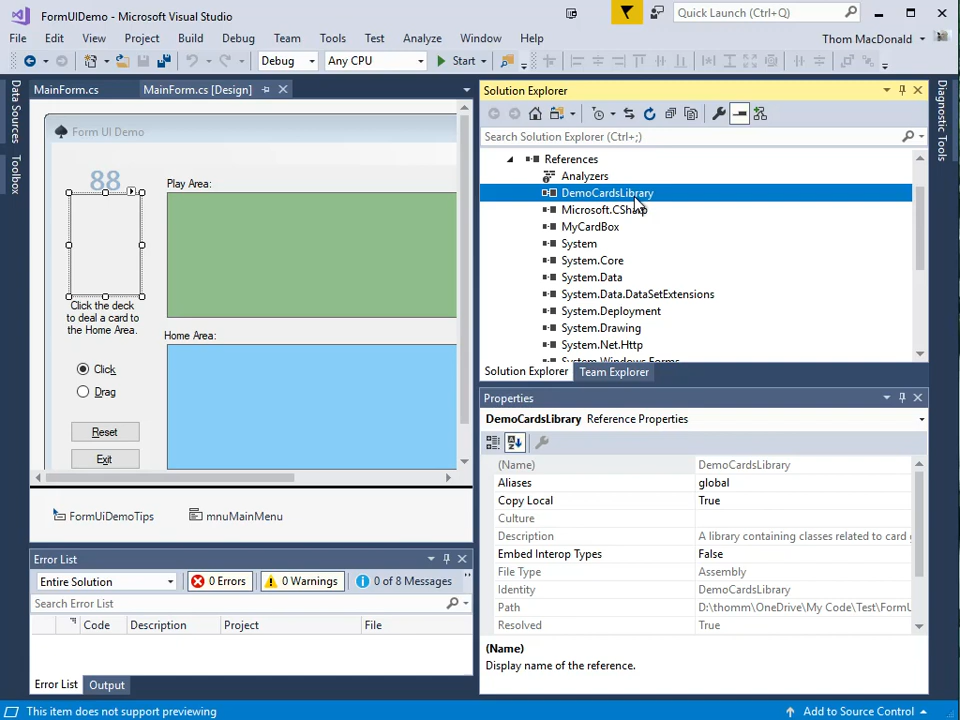 FormUIDemo - Microsoft Visual Studio
Quick Launch (Ctrl+Q)
File Edit View Project Build Debug Team Tools Test Analyze Window Help
Thom MacDonald
Debug Any CPU Start
Data Sources
Toolbox
MainForm.cs MainForm.cs [Design]
Form UI Demo
88
Play Area:
Click the deck
to deal a card to
the Home Area.
Home Area:
Click
Drag
Reset
Exit
FormUiDemoTips mnuMainMenu
Error List
Entire Solution 0 Errors 0 Warnings 0 of 8 Messages
Search Error List
Code Description Project File
Error List Output
Solution Explorer
Search Solution Explorer (Ctrl+;)
References
Analyzers
DemoCardsLibrary
Microsoft.CSharp
MyCardBox
System
System.Core
System.Data
System.Data.DataSetExtensions
System.Deployment
System.Drawing
System.Net.Http
System.Windows.Forms
Solution Explorer Team Explorer
Properties
DemoCardsLibrary Reference Properties
(Name) DemoCardsLibrary
Aliases global
Copy Local True
Culture
Description A library containing classes related to card
Embed Interop Types False
File Type Assembly
Identity DemoCardsLibrary
Path D:\thomm\OneDrive\My Code\Test\FormU
Resolved True
(Name)
Display name of the reference.
Diagnostic Tools
This item does not support previewing
Add to Source Control